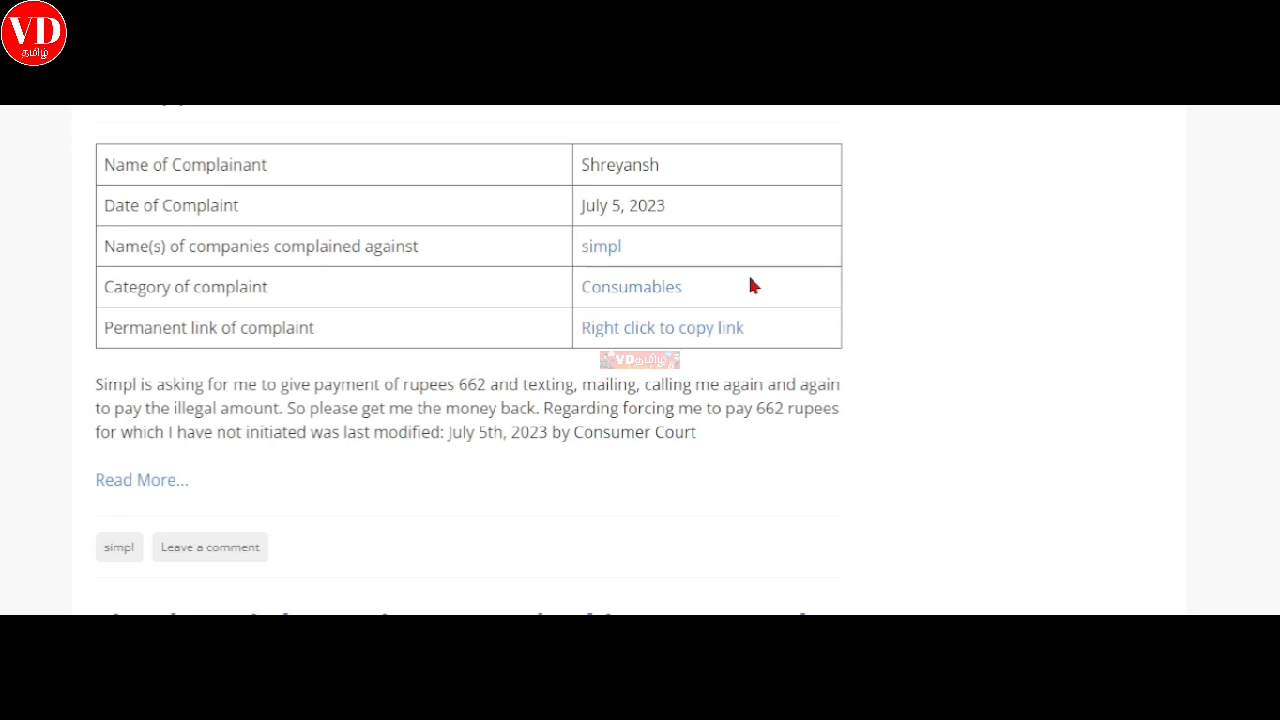 VD
தமிழ்
Name of Complainant
Shreyansh
Date of Complaint
July 5, 2023
Name(s) of companies complained against
simpl
Category of complaint
Consumables
Permanent link of complaint
Right click to copy link
VDதமிழ்
Simpl is asking for me to give payment of rupees 662 and texting, mailing, calling me again and again
to pay the illegal amount. So please get me the money back. Regarding forcing me to pay 662 rupees
for which I have not initiated was last modified: July 5th, 2023 by Consumer Court
Read More...
simpl
Leave a comment